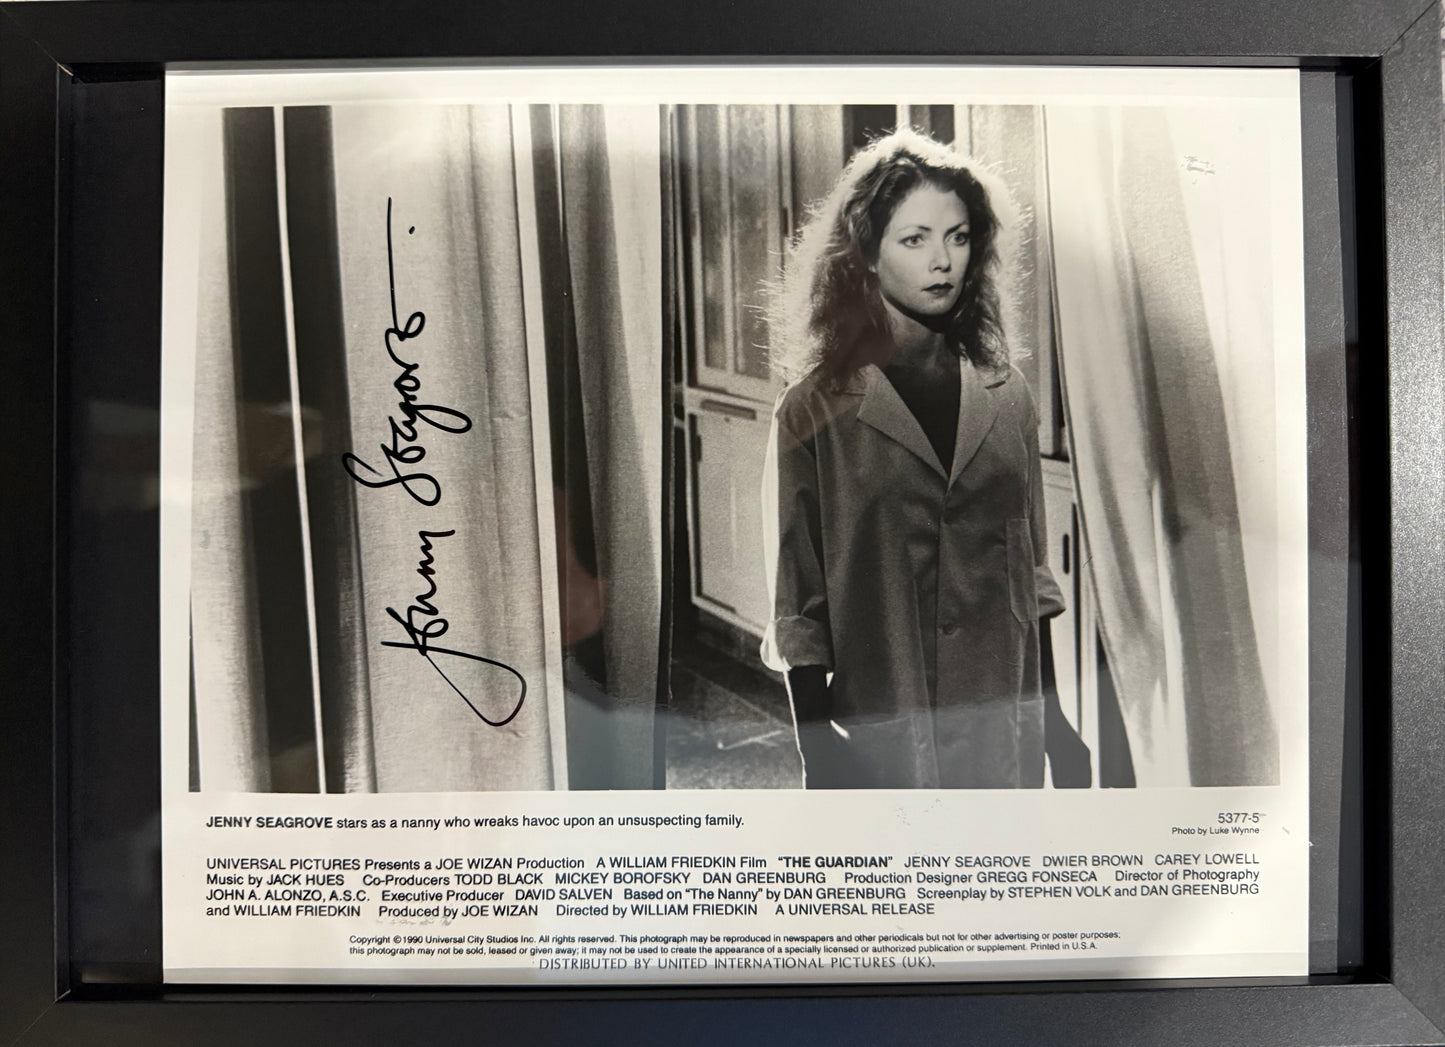 Jenny Seagrove.
JENNY SEAGROVE stars as a nanny who wreaks havoc upon an unsuspecting family.
5377-5
Photo by Luke Wynne
UNIVERSAL PICTURES Presents a JOE WIZAN Production A WILLIAM FRIEDKIN Film "THE GUARDIAN" JENNY SEAGROVE DWIER BROWN CAREY LOWELL
Music by JACK HUES Co-Producers TODD BLACK MICKEY BOROFSKY DAN GREENBURG Production Designer GREGG FONSECA Director of Photography
JOHN A. ALONZO, A.S.C. Executive Producer DAVID SALVEN Based on "The Nanny" by DAN GREENBURG Screenplay by STEPHEN VOLK and DAN GREENBURG
and WILLIAM FRIEDKIN Produced by JOE WIZAN Directed by WILLIAM FRIEDKIN A UNIVERSAL RELEASE
Copyright © 1990 Universal City Studios Inc. All rights reserved. This photograph may be reproduced in newspapers and other periodicals but not for other advertising or poster purposes;
this photograph may not be sold, leased or given away; it may not be used to create the appearance of a specially licensed or authorized publication or supplement. Printed in U.S.A.
DISTRIBUTED BY UNITED INTERNATIONAL PICTURES (UK).